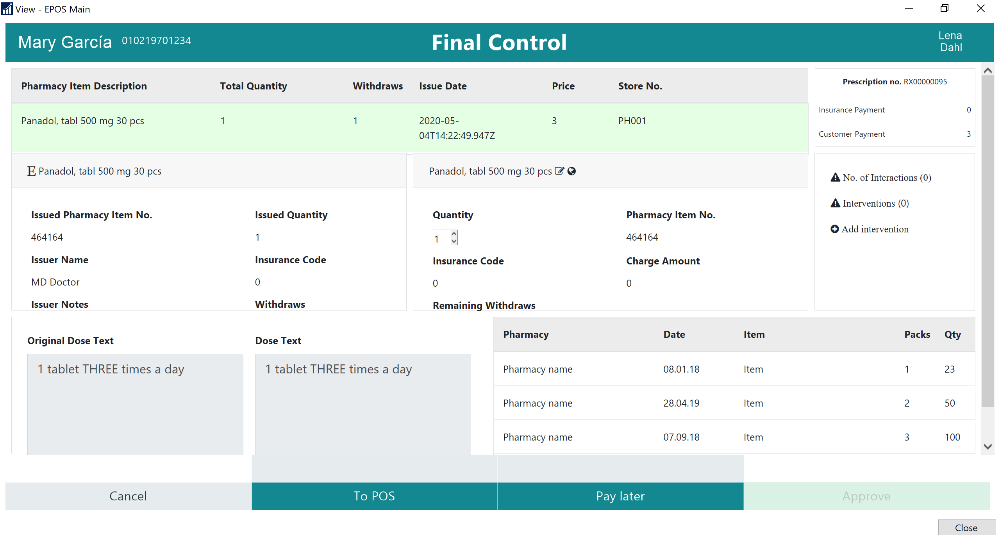 View - EPOS Main
Mary García 010219701234 Final Control Lena
Dahl
Pharmacy Item Description Total Quantity Withdraws Issue Date Price Store No.
Panadol, tabl 500 mg 30 pcs 1 1 2020-05- 3 PH001
04T14:22:49.947Z
Prescription no. RX00000095
Insurance Payment 0
Customer Payment 3
E Panadol, tabl 500 mg 30 pcs
Issued Pharmacy Item No. Issued Quantity
464164 1
Issuer Name Insurance Code
MD Doctor 0
Issuer Notes Withdraws
Panadol, tabl 500 mg 30 pcs
Quantity Pharmacy Item No.
1 464164
Insurance Code Charge Amount
0 0
Remaining Withdraws
No. of Interactions (0)
Interventions (0)
Add intervention
Original Dose Text Dose Text
1 tablet THREE times a day 1 tablet THREE times a day
Pharmacy Date Item Packs Qty
Pharmacy name 08.01.18 Item 1 23
Pharmacy name 28.04.19 Item 2 50
Pharmacy name 07.09.18 Item 3 100
Cancel To POS Pay later Approve
Close